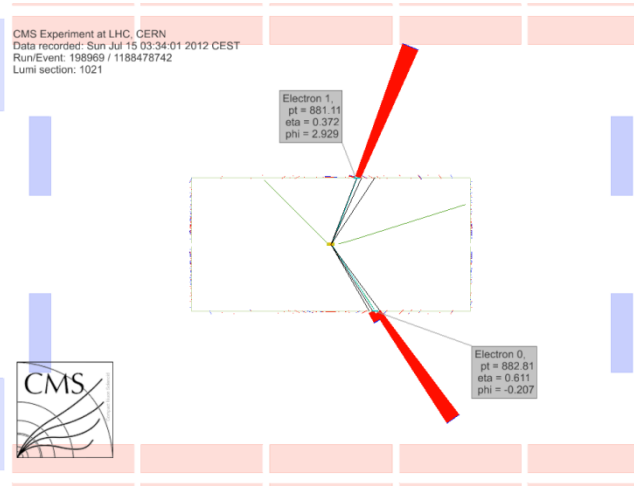 CMS Experiment at LHC, CERN
Data recorded: Sun Jul 15 03:34:01 2012 CEST
Run/Event: 198969 / 1188478742
Lumi section: 1021
Electron 1,
pt = 881.11
eta = 0.372
phi = 2.929
Electron 0,
pt = 882.81
eta = 0.611
phi = -0.207
CMS